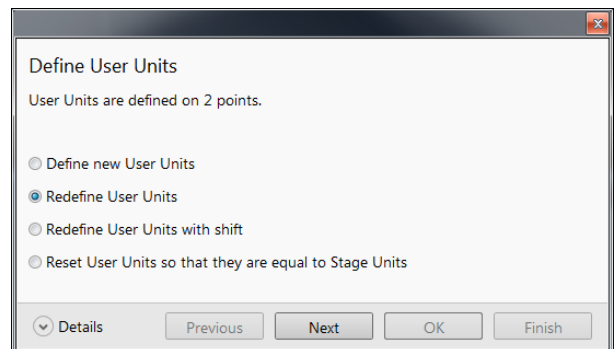 Define User Units
User Units are defined on 2 points.
Define new User Units
Redefine User Units
Redefine User Units with shift
Reset User Units so that they are equal to Stage Units
Details Previous Next OK Finish